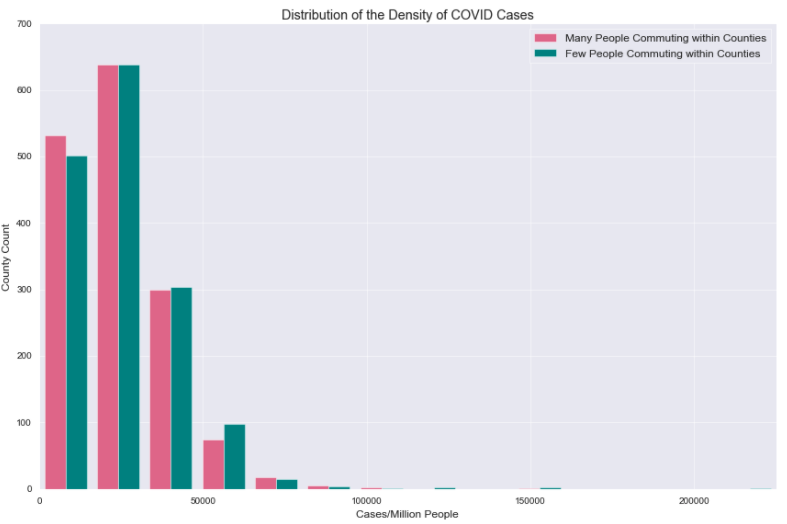 Distribution of the Density of COVID Cases
Many People Commuting within Counties
Few People Commuting within Counties
700
600
500
400
300
200
100
0
County Count
0
50000
100000
150000
200000
Cases/Million People